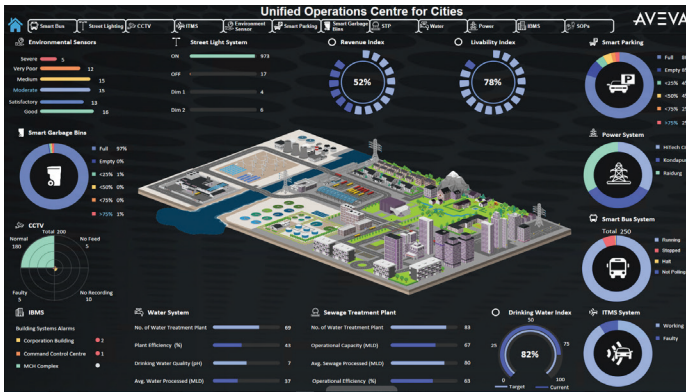 Unified Operations Centre for Cities
AVEVA
Smart Bus
Street Lighting
CCTV
ITMS
Environment Sensor
Smart Parking
Smart Garbage Bins
STP
Water
Power
IBMS
SOPs
Environmental Sensors
Severe 5
Very Poor 12
Medium 15
Moderate 15
Satisfactory 13
Good 16
Street Light System
ON 973
OFF 17
Dim 1 4
Dim 2 6
Revenue Index
52%
Livability Index
78%
Smart Parking
Full
Empty
<25%
<50%
<75%
>75%
Smart Garbage Bins
Full 97%
Empty 0%
<25% 1%
<50% 0%
<75% 0%
>75% 1%
Power System
Hitech
Kondapu
Raidurg
CCTV
Total 200
Normal 180
No Feed 5
Faulty 5
No Recording 10
Smart Bus System
Total 250
Running
Stopped
Halt
Not Polling
IBMS
Building Systems Alarms
Corporation Building 2
Command Control Centre 1
MCH Complex
Water System
No. of Water Treatment Plant 69
Plant Efficiency (%) 43
Drinking Water Quality (pH) 7
Avg. Water Processed (MLD) 37
Sewage Treatment Plant
No. of Water Treatment Plant 83
Operational Capacity (MLD) 67
Avg. Sewage Processed (MLD) 80
Operational Efficiency (%) 63
Drinking Water Index
50
25
75
82%
0
100
Target
Current
ITMS System
Working
Faulty